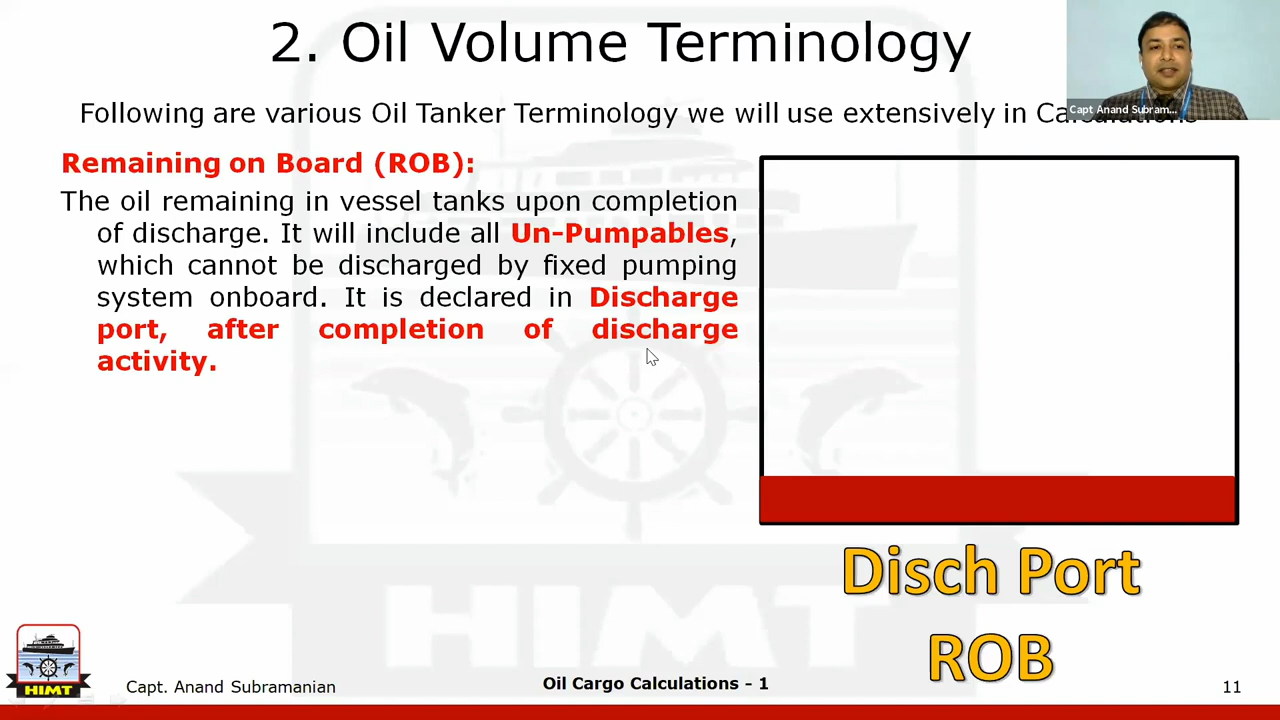 2. Oil Volume Terminology
Capt Anand Subram...
Following are various Oil Tanker Terminology we will use extensively in Calculations
Remaining on Board (ROB):
The oil remaining in vessel tanks upon completion
of discharge. It will include all Un-Pumpables,
which cannot be discharged by fixed pumping
system onboard. It is declared in Discharge
port, after completion of discharge
activity.
Disch Port
ROB
HIMT
HIMT
Capt. Anand Subramanian
Oil Cargo Calculations - 1
11